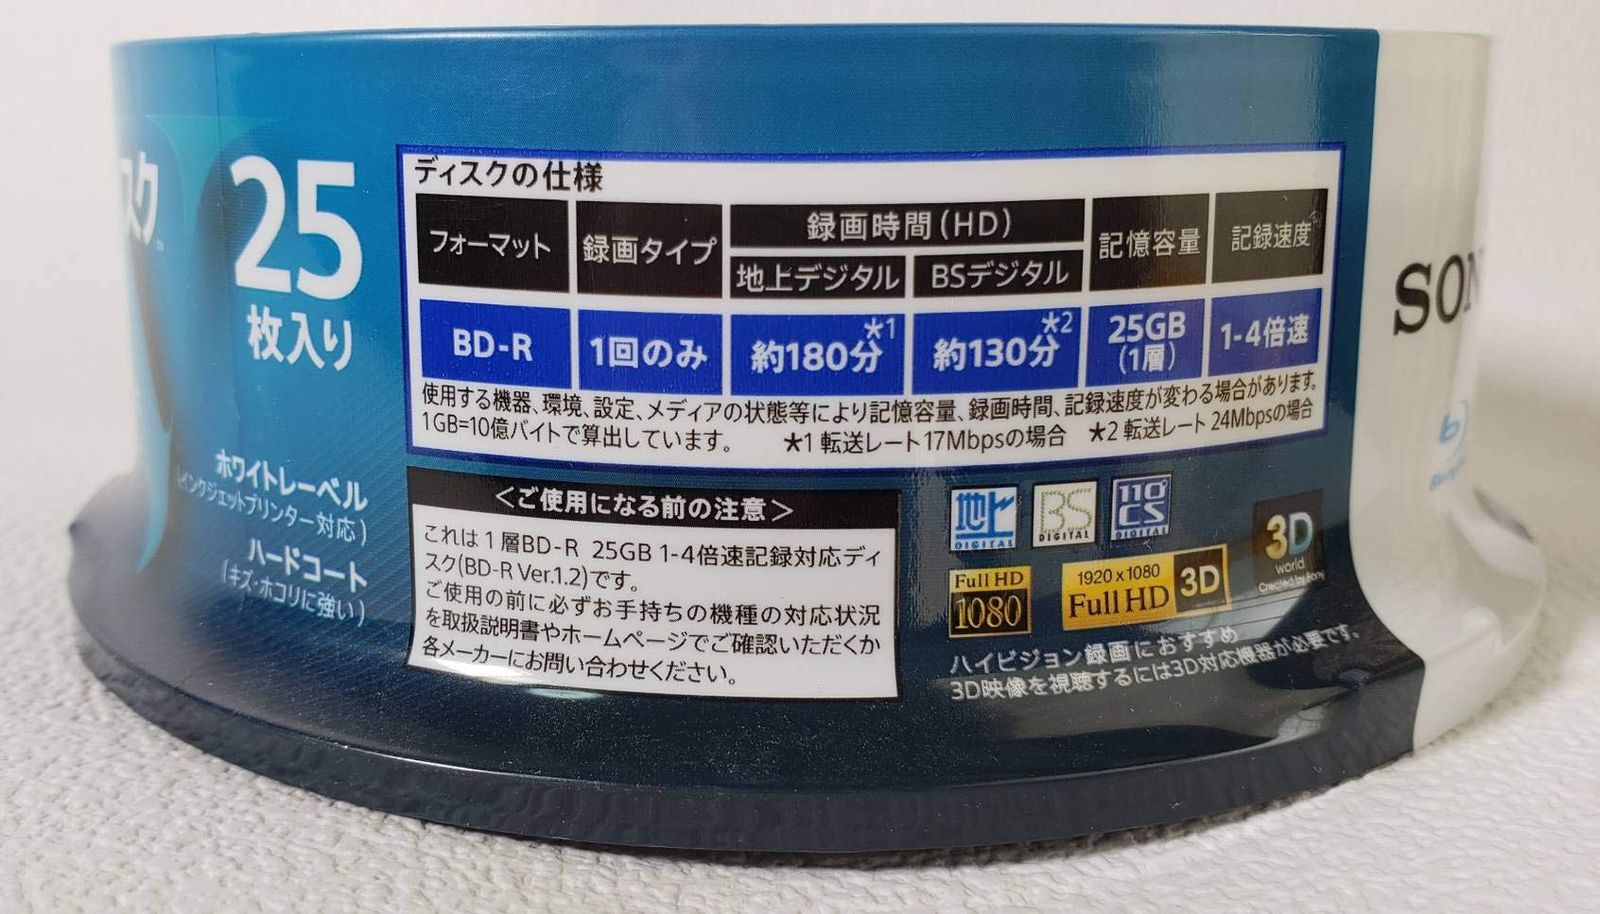 スク
25
枚入り
ホワイトレーベル
(インクジェットプリンター対応)
ハードコート
(キズ・ホコリに強い)
ディスクの仕様
フォーマット 録画タイプ 録画時間(HD) 記憶容量 記録速度
地上デジタル BSデジタル
BD-R 1回のみ 約180分*1 約130分*2 25GB 1-4倍速
(1層)
使用する機器、環境、設定、メディアの状態等により記憶容量、録画時間、記録速度が変わる場合があります。
1GB=10億バイトで算出しています。 *1 転送レート17Mbpsの場合 *2 転送レート 24Mbpsの場合
<ご使用になる前の注意>
これは1層BD-R 25GB 1-4倍速記録対応ディ
スク(BD-R Ver.1.2)です。
ご使用の前に必ずお手持ちの機種の対応状況
を取扱説明書やホームページでご確認いただくか
各メーカーにお問い合わせください。
地上 BS 110°
DIGITAL DIGITAL CS
DIGITAL
Full HD
1080
1920x1080
Full HD 3D
3D
world
Created by Sony
ハイビジョン録画におすすめ
3D映像を視聴するには3D対応機器が必要です。
SON